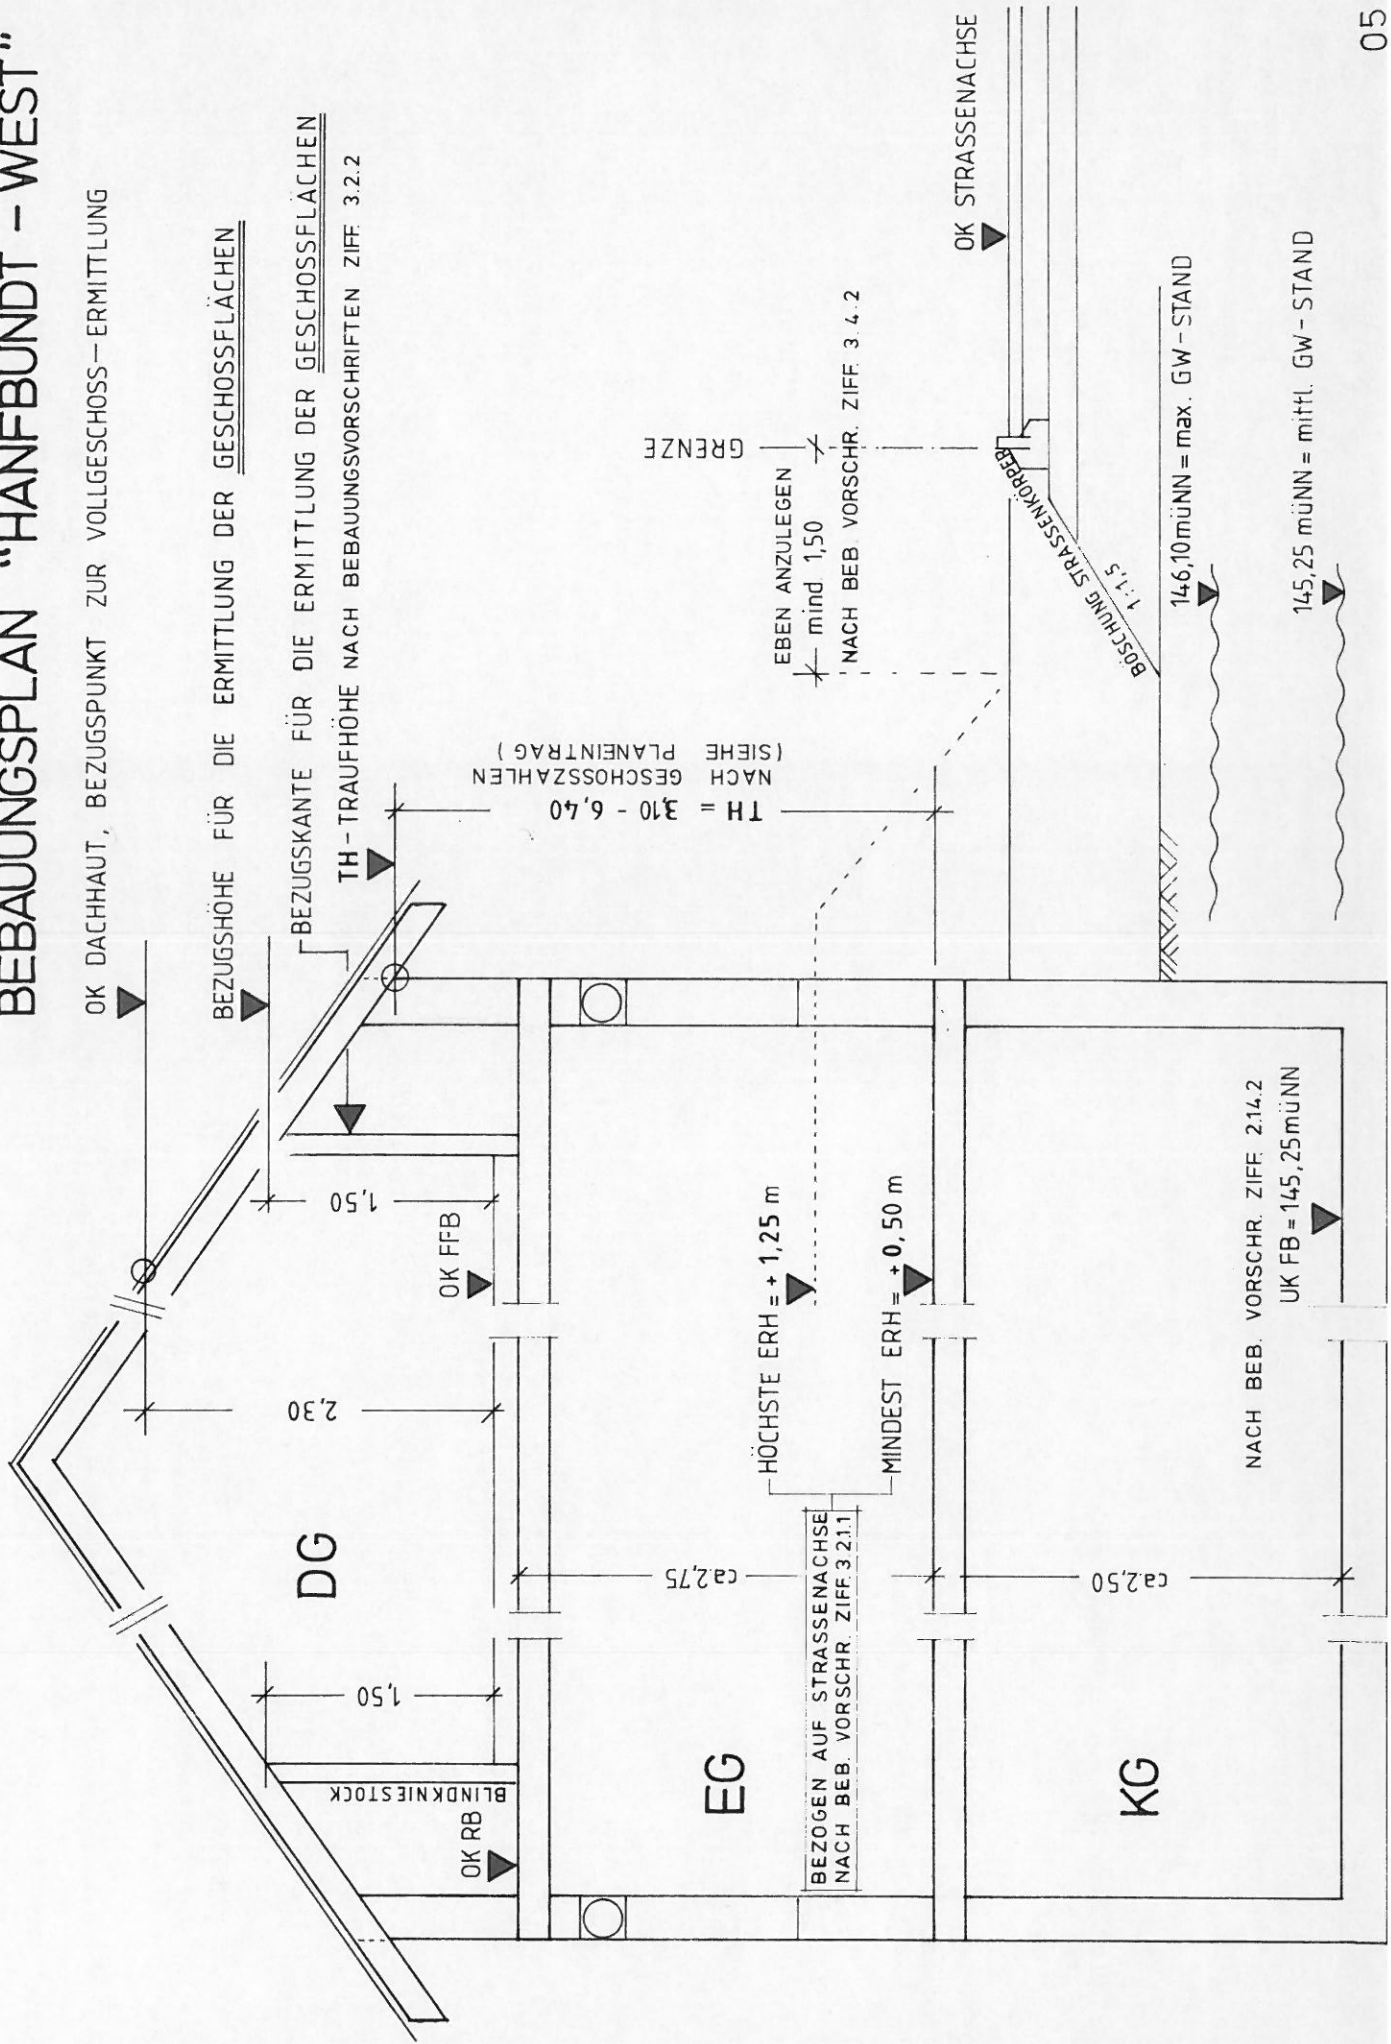 BEBAUUNGSPLAN "HANFBUNDT - WEST"
OK DACHHAUT, BEZUGSPUNKT ZUR VOLLGESCHOSS-ERMITTLUNG
BEZUGSHÖHE FÜR DIE ERMITTLUNG DER GESCHOSSFLÄCHEN
BEZUGSKANTE FÜR DIE ERMITTLUNG DER GESCHOSSFLÄCHEN
TH-TRAUFHÖHE NACH BEBAUUNGSVORSCHRIFTEN ZIFF. 3.2.2
DG
2,30
1,50
1,50
OK FFB
BLINDKNIESTOCK
OK RB
TH = 3,10 - 6,40
NACH GESCHOSSZAHLEN
(SIEHE PLANEINTRAG)
GRENZE
EBEN ANZULEGEN
mind 1,50
NACH BEB. VORSCHR. ZIFF. 3.4.2
OK STRASSENACHSE
EG
ca.2,75
HÖCHSTE ERH = + 1,25 m
MINDEST ERH = + 0,50 m
BEZOGEN AUF STRASSENACHSE
NACH BEB. VORSCHR. ZIFF. 3.2.1.1
BÖSCHUNG STRASSENKÖRPER
1:1,5
146,10müNN = max. GW-STAND
145,25 müNN = mittl. GW-STAND
KG
ca.2,50
NACH BEB. VORSCHR. ZIFF. 2.14.2
UK FB = 145,25müNN
05